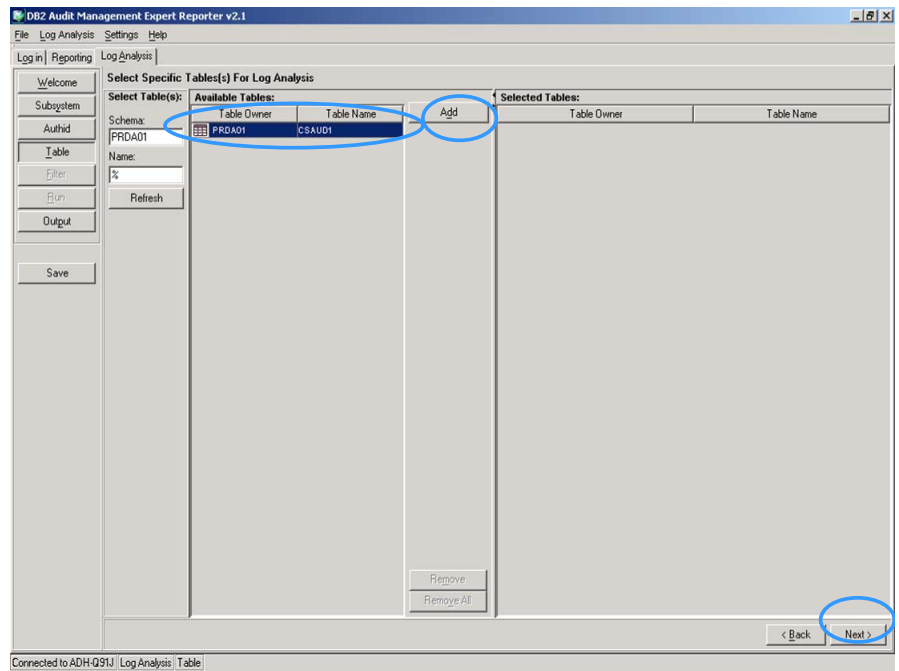 DB2 Audit Management Expert Reporter v2.1
File Log Analysis Settings Help
Log in Reporting Log Analysis
Welcome
Subsystem
Authid
Table
Filter
Run
Output
Save
Select Specific Tables(s) For Log Analysis
Select Table(s):
Schema:
PRDA01
Name:
%
Refresh
Available Tables:
Table Owner Table Name
PRDA01 CSAUD1
Add
Remove
Remove All
Selected Tables:
Table Owner Table Name
< Back Next >
Connected to ADH-Q91J Log Analysis Table